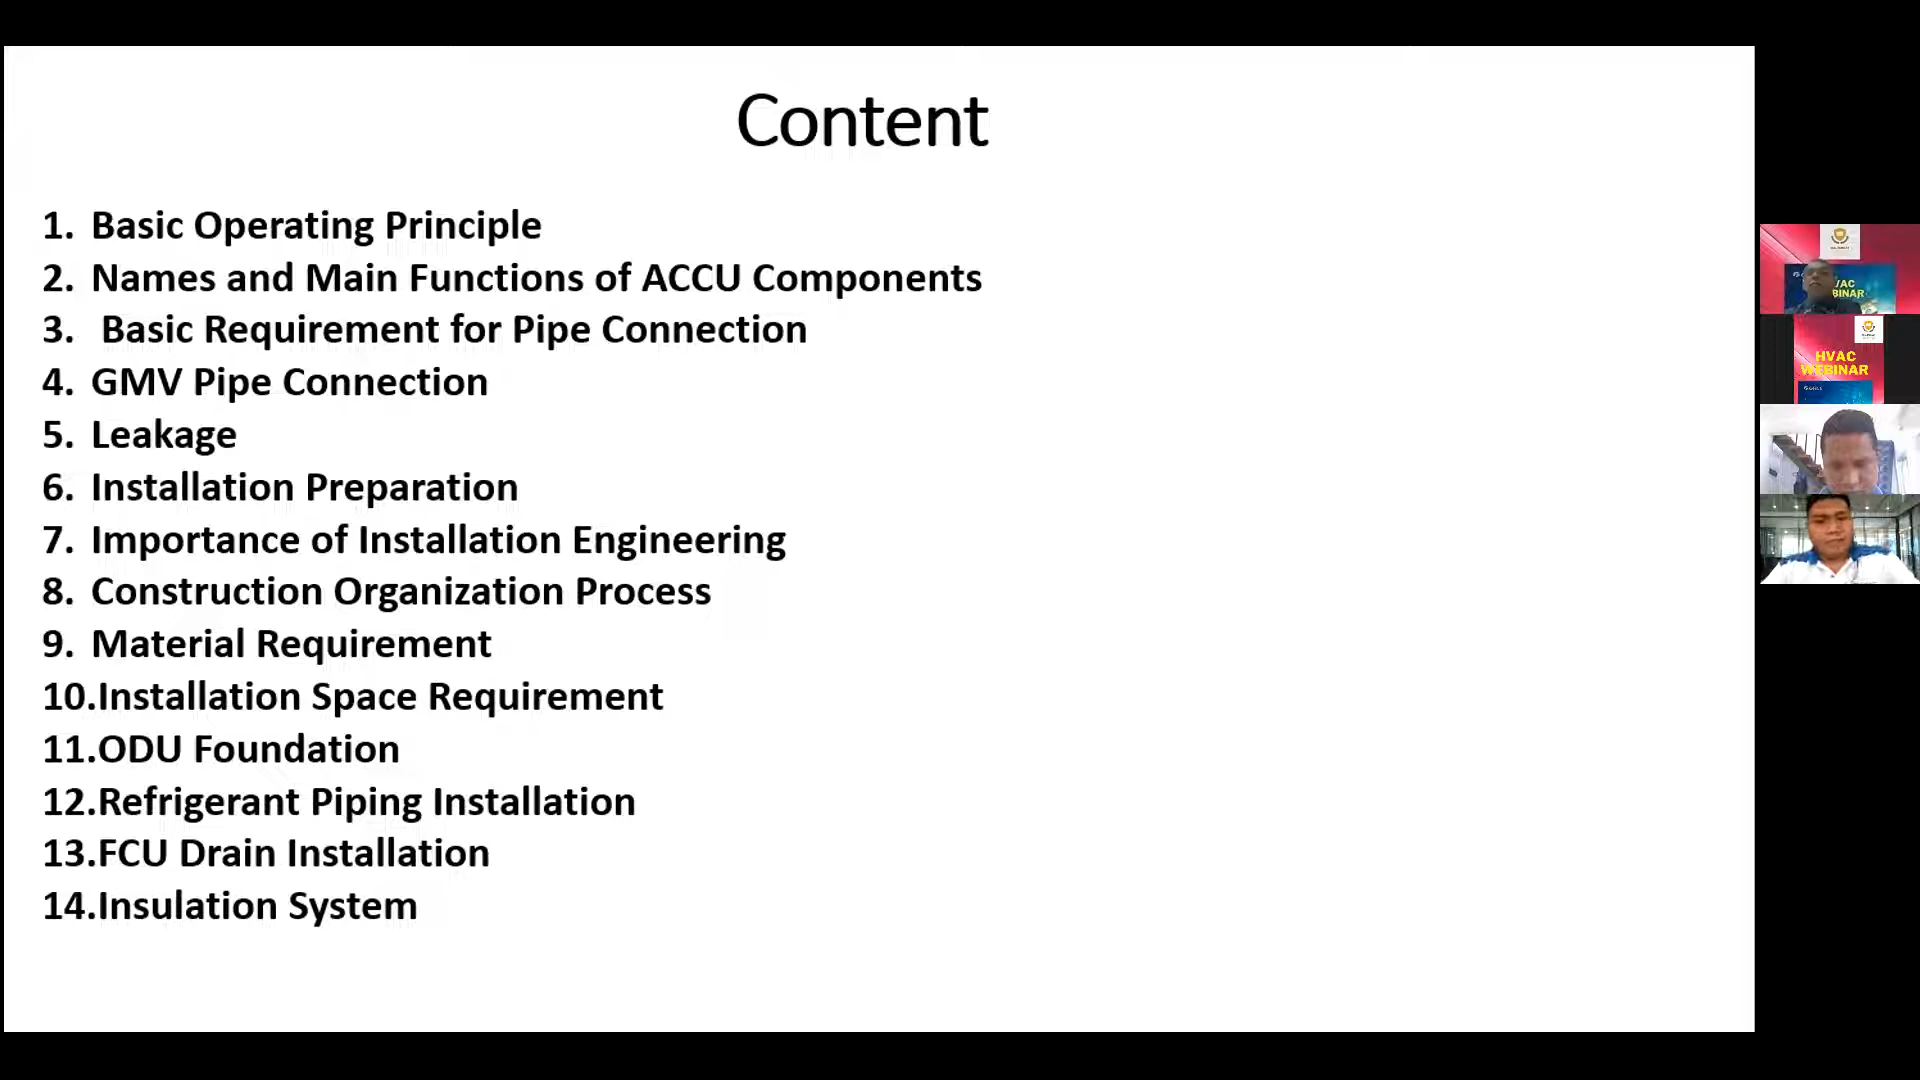 Content
1. Basic Operating Principle
2. Names and Main Functions of ACCU Components
3. Basic Requirement for Pipe Connection
4. GMV Pipe Connection
5. Leakage
6. Installation Preparation
7. Importance of Installation Engineering
8. Construction Organization Process
9. Material Requirement
10.Installation Space Requirement
11.ODU Foundation
12.Refrigerant Piping Installation
13.FCU Drain Installation
14.Insulation System
HVAC
WEBINAR